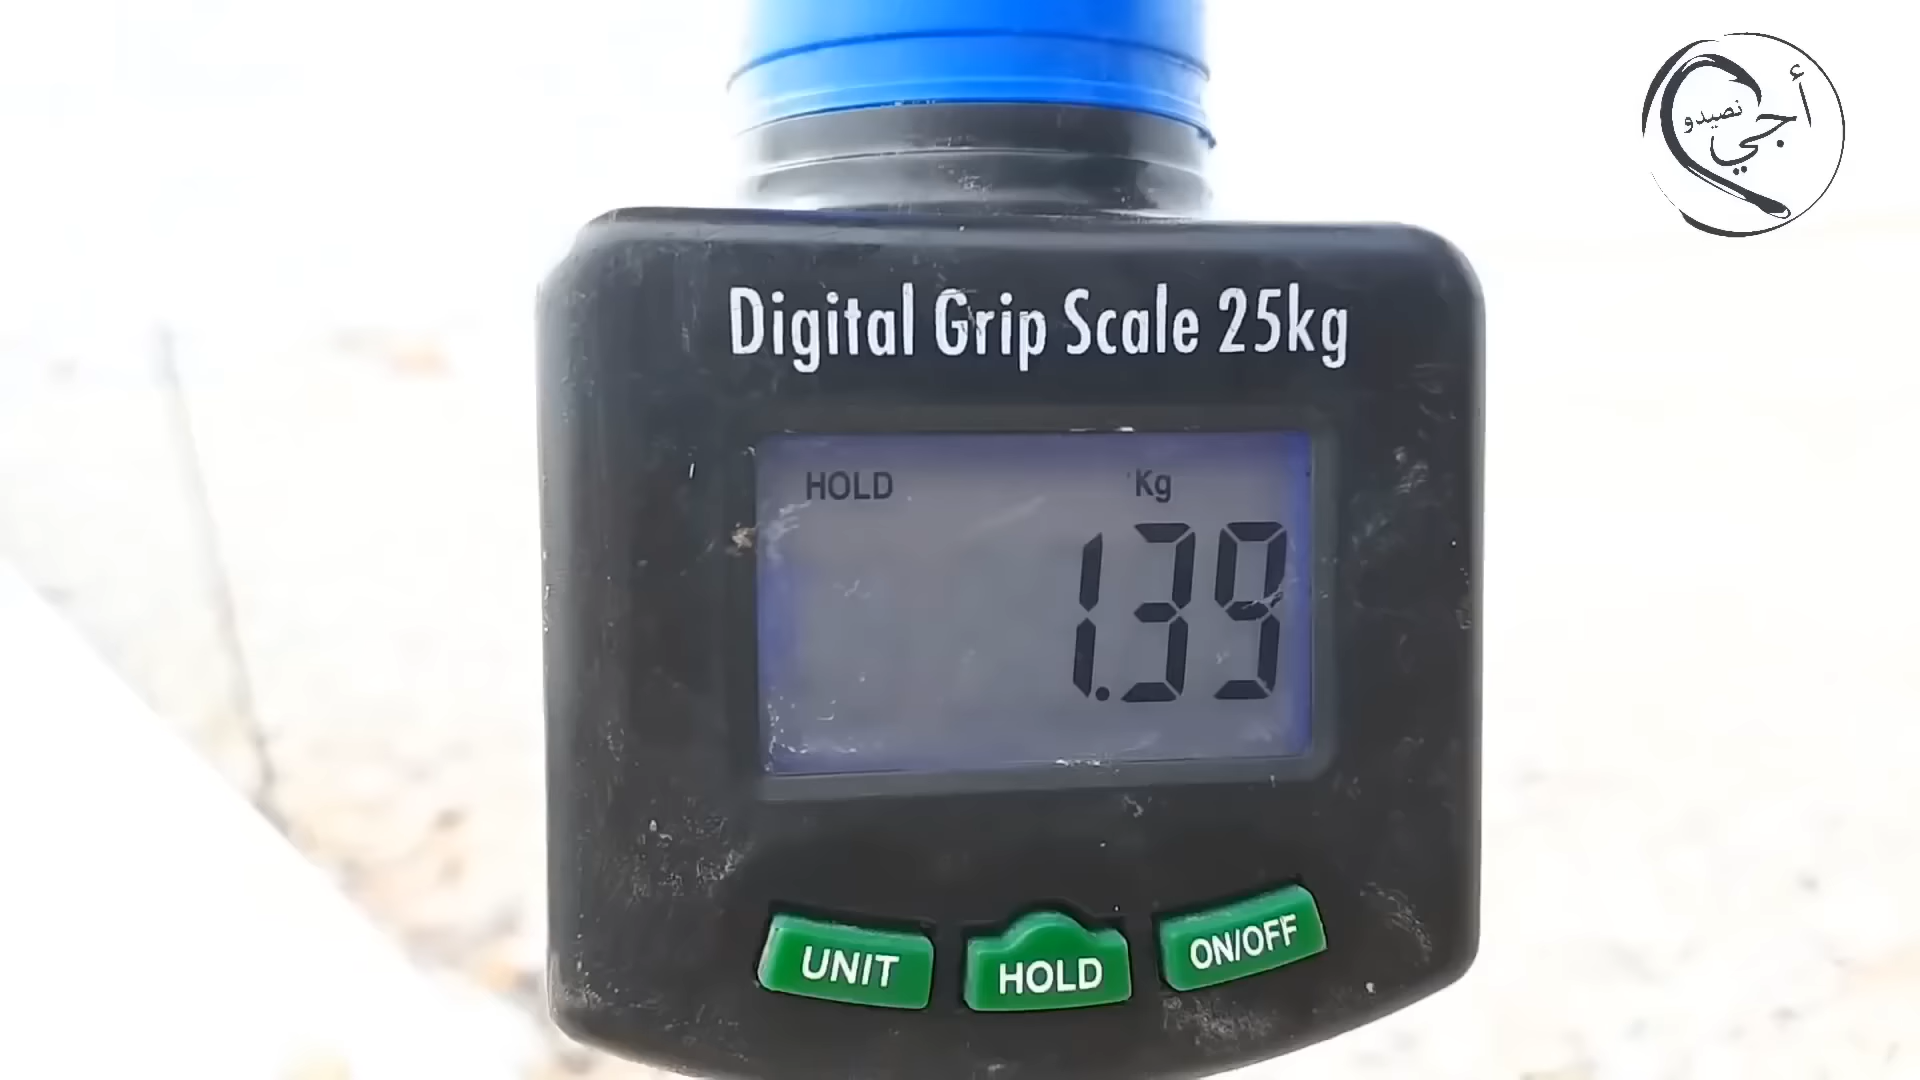 أجي
نصيدو
Digital Grip Scale 25kg
HOLD Kg
1.39
UNIT HOLD ON/OFF